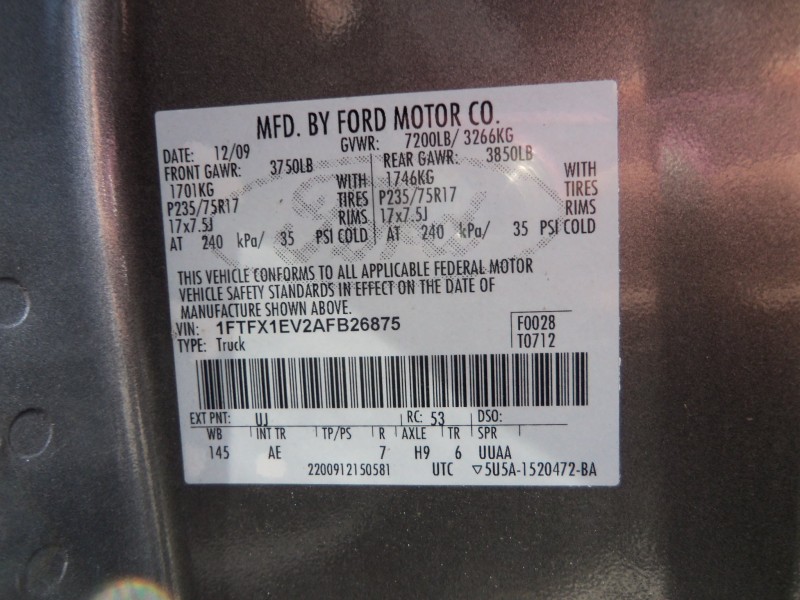 MFD. BY FORD MOTOR CO.
DATE: 12/09 GVWR: 7200LB/ 3266KG
FRONT GAWR: 3750LB REAR GAWR: 3850LB
1701KG WITH 1746KG WITH
P235/75R17 TIRES P235/75R17 TIRES
17x7.5J RIMS 17x7.5J RIMS
AT 240 kPa/ 35 PSI COLD AT 240 kPa/ 35 PSI COLD
THIS VEHICLE CONFORMS TO ALL APPLICABLE FEDERAL MOTOR
VEHICLE SAFETY STANDARDS IN EFFECT ON THE DATE OF
MANUFACTURE SHOWN ABOVE.
VIN: 1FTFX1EV2AFB26875 F0028
TYPE: Truck T0712
EXT PNT: UJ RC: 53 DSO:
WB INT TR TP/PS R AXLE TR SPR
145 AE 7 H9 6 UUAA
2200912150581 UTC ▽5U5A-1520472-BA